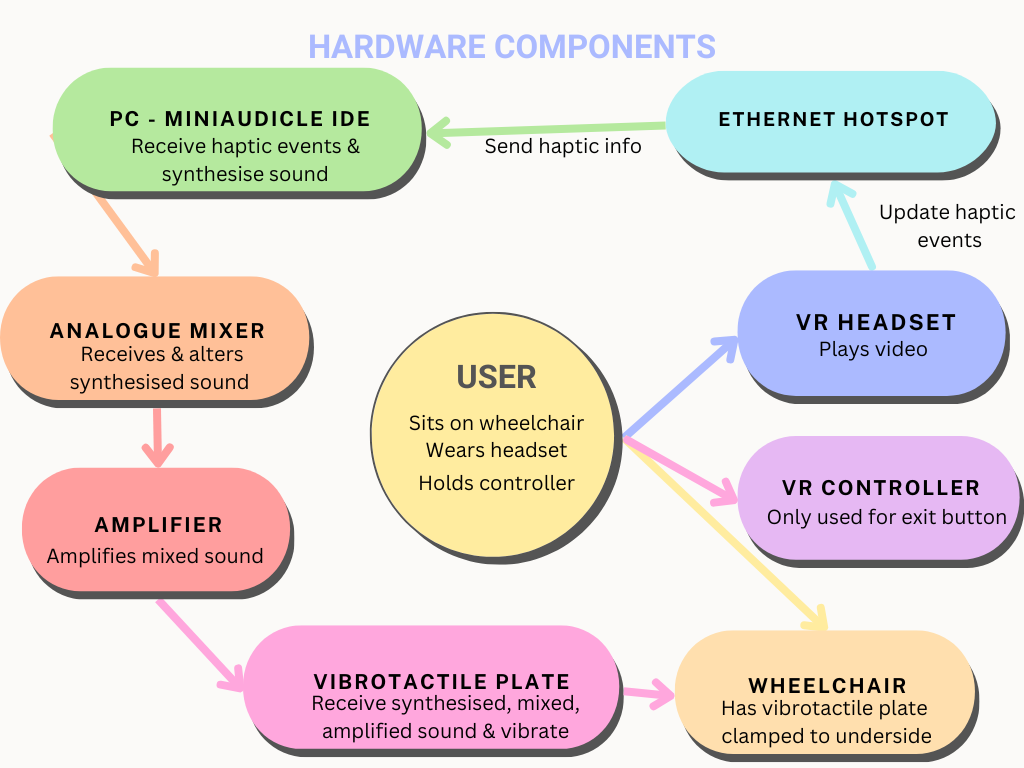 HARDWARE COMPONENTS
PC - MINIAUDICLE IDE
Receive haptic events &
synthesise sound
Send haptic info
ETHERNET HOTSPOT
Update haptic
events
ANALOGUE MIXER
Receives & alters
synthesised sound
USER
Sits on wheelchair
Wears headset
Holds controller
VR HEADSET
Plays video
VR CONTROLLER
Only used for exit button
AMPLIFIER
Amplifies mixed sound
VIBROTACTILE PLATE
Receive synthesised, mixed,
amplified sound & vibrate
WHEELCHAIR
Has vibrotactile plate
clamped to underside